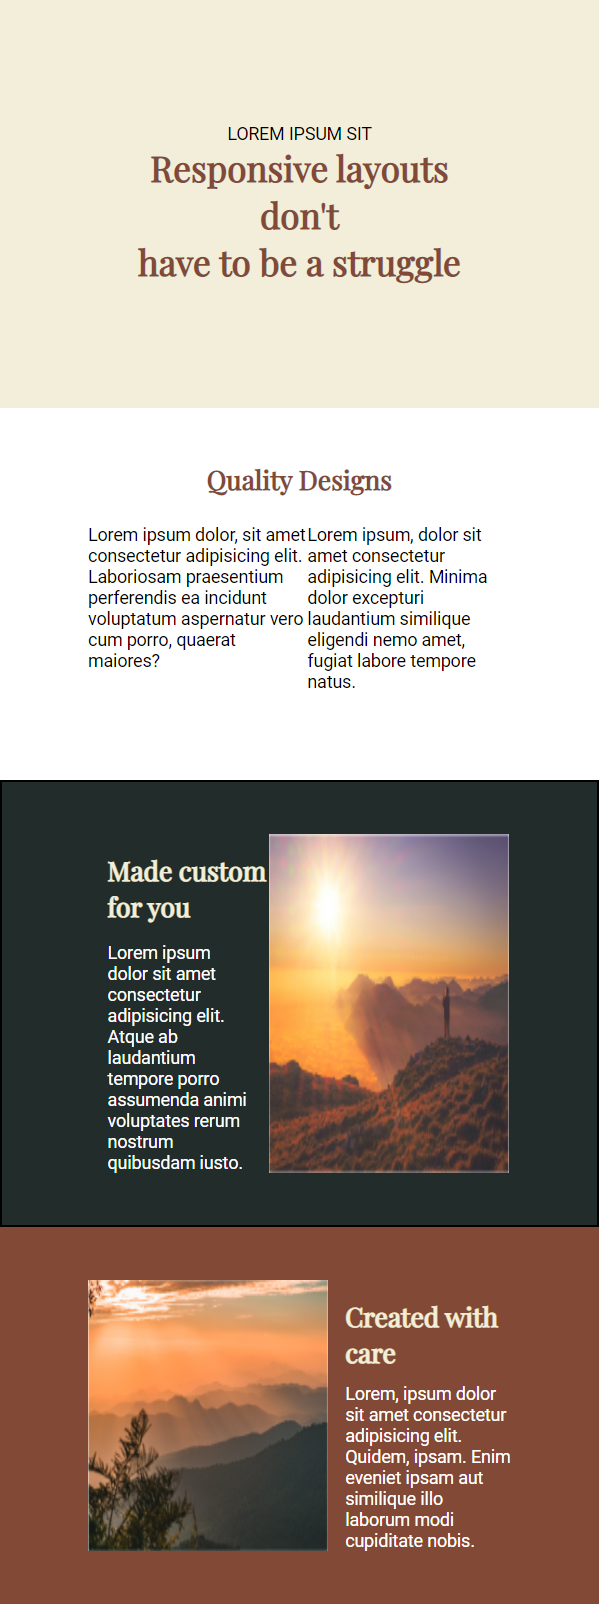 LOREM IPSUM SIT
Responsive layouts
don't
have to be a struggle
Quality Designs
Lorem ipsum dolor, sit amet
consectetur adipisicing elit.
Laboriosam praesentium
perferendis ea incidunt
voluptatum aspernatur vero
cum porro, quaerat
maiores?
Lorem ipsum, dolor sit
amet consectetur
adipisicing elit. Minima
dolor excepturi
laudantium similique
eligendi nemo amet,
fugiat labore tempore
natus.
Made custom
for you
Lorem ipsum
dolor sit amet
consectetur
adipisicing elit.
Atque ab
laudantium
tempore porro
assumenda animi
voluptates rerum
nostrum
quibusdam iusto.
Created with
care
Lorem, ipsum dolor
sit amet consectetur
adipisicing elit.
Quidem, ipsam. Enim
eveniet ipsam aut
similique illo
laborum modi
cupiditate nobis.